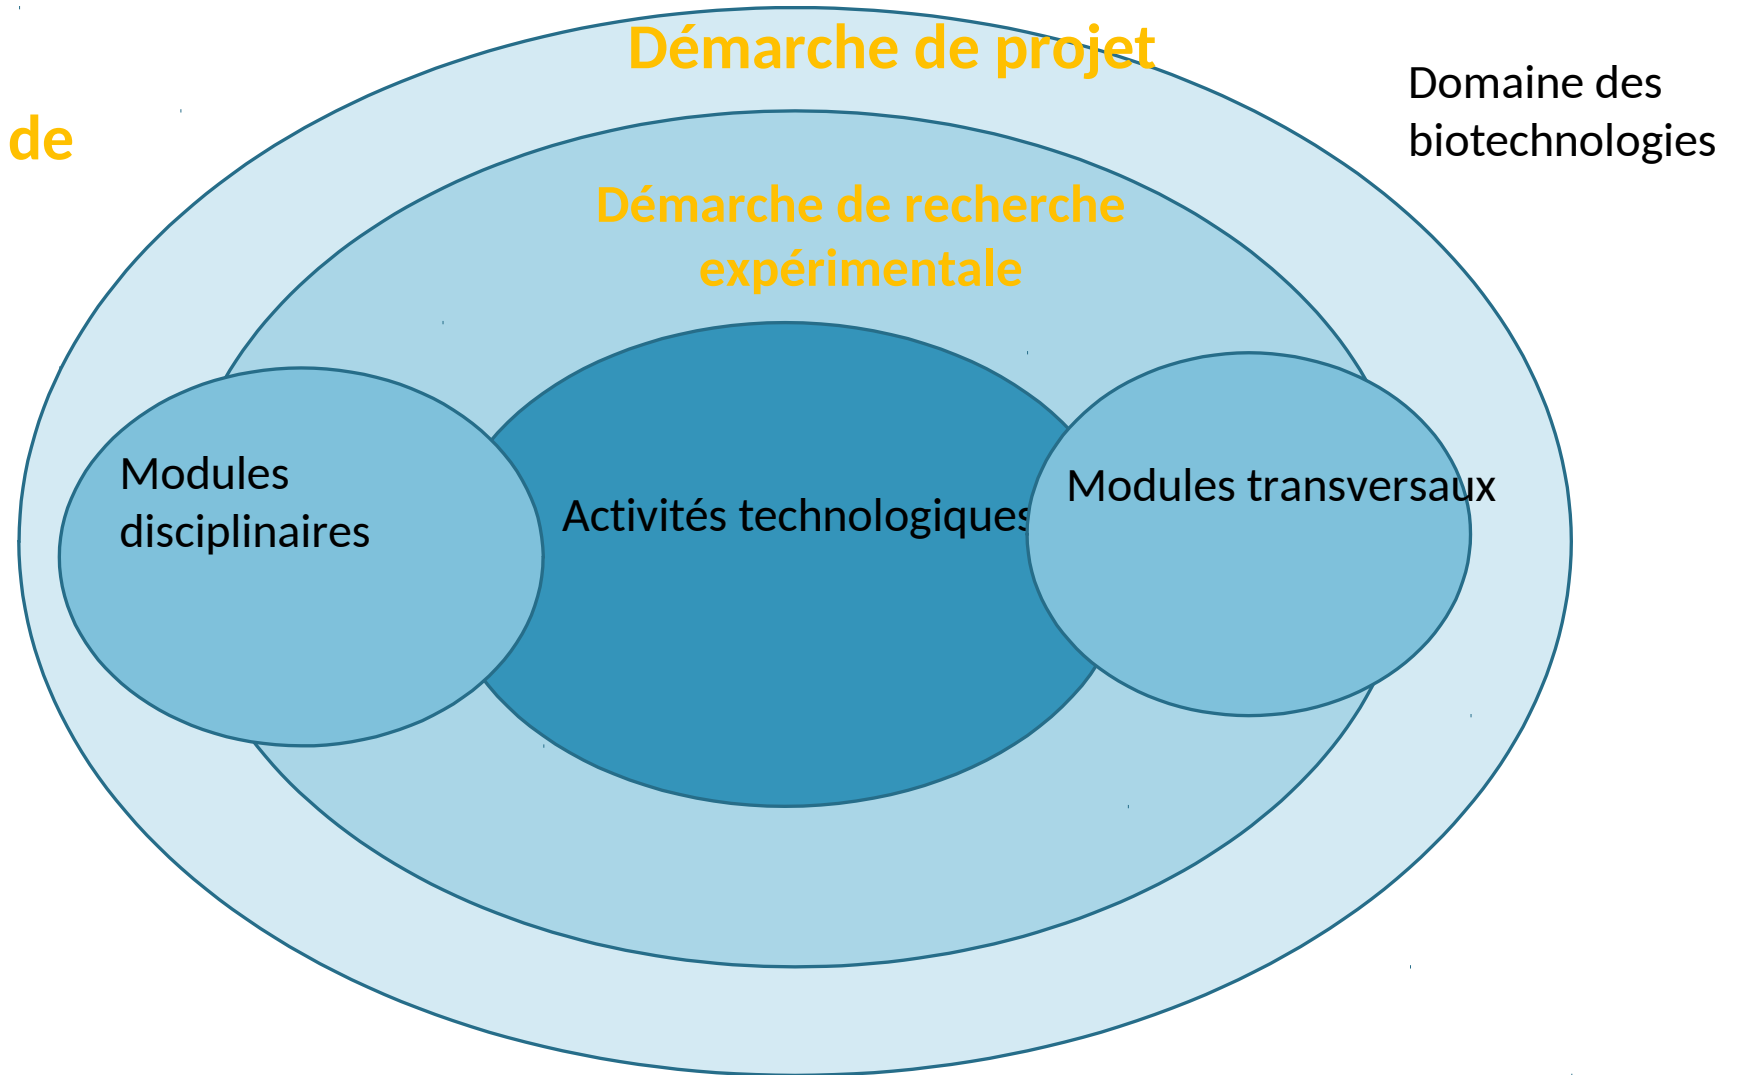 Démarche de projet
Domaine des
biotechnologies
de
Démarche de recherche
expérimentale
Modules
disciplinaires
Activités technologiques
Modules transversaux